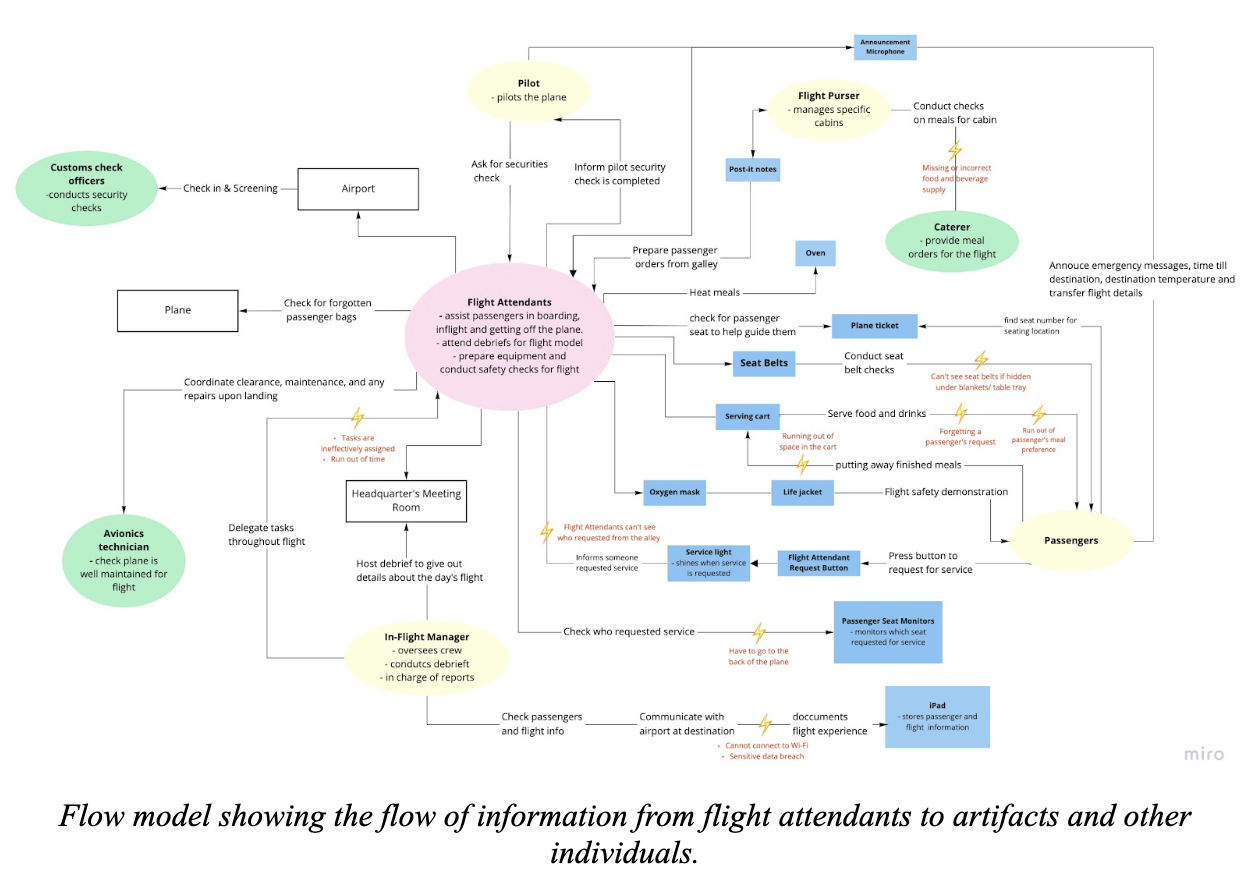 Announcement
Microphone
Pilot
- pilots the plane
Flight Purser
- manages specific
cabins
Conduct checks
on meals for cabin
Missing or incorrect
food and beverage
supply
Ask for securities
check
Inform pilot security
check is completed
Post-it notes
Customs check
officers
-conducts security
checks
Check in & Screening
Airport
Caterer
- provide meal
orders for the flight
Prepare passenger
orders from galley
Oven
Annouce emergency messages, time till
destination, destination temperature and
transfer flight details
Heat meals
Plane
Check for forgotten
passenger bags
Flight Attendants
- assist passengers in boarding,
inflight and getting off the plane.
- attend debriefs for flight model
- prepare equipment and
conduct safety checks for flight
check for passenger
seat to help guide them
Plane ticket
find seat number for
seating location
Seat Belts
Conduct seat
belt checks
Can't see seat belts if hidden
under blankets/ table tray
Coordinate clearance, maintenance, and any
repairs upon landing
Serving cart
Serve food and drinks
Forgetting a
passenger's request
Run out of
passenger's meal
preference
• Tasks are
ineffectively assigned
• Run out of time
Running out of
space in the cart
putting away finished meals
Headquarter's Meeting
Room
Oxygen mask
Life jacket
Flight safety demonstration
Delegate tasks
throughout flight
Flight Attendants can't see
who requested from the alley
Passengers
Avionics
technician
- check plane is
well maintained for
flight
Host debrief to give out
details about the day's flight
Informs someone
requested service
Service light
- shines when service
is requested
Flight Attendant
Request Button
Press button to
request for service
In-Flight Manager
- oversees crew
- condutcs debrieft
- in charge of reports
Check who requested service
Have to go to the
back of the plane
Passenger Seat Monitors
- monitors which seat
requested for service
Check passengers
and flight info
Communicate with
airport at destination
doccuments
flight experience
• Cannot connect to Wi-Fi
• Sensitive data breach
iPad
- stores passenger and
flight information
miro
Flow model showing the flow of information from flight attendants to artifacts and other
individuals.